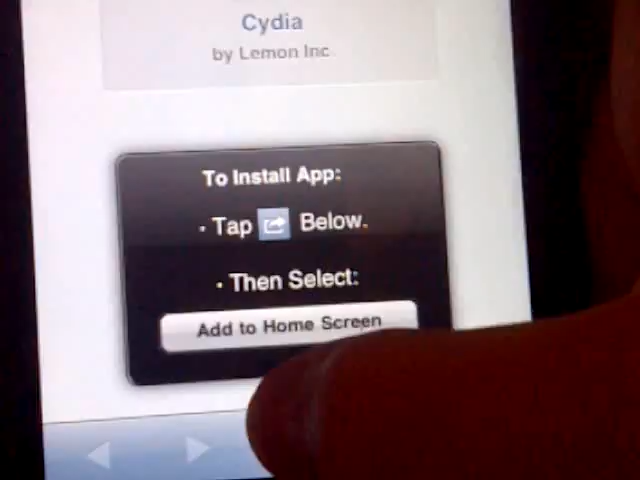 Cydia
by Lemon Inc
To Install App:
· Tap Below.
· Then Select:
Add to Home Screen